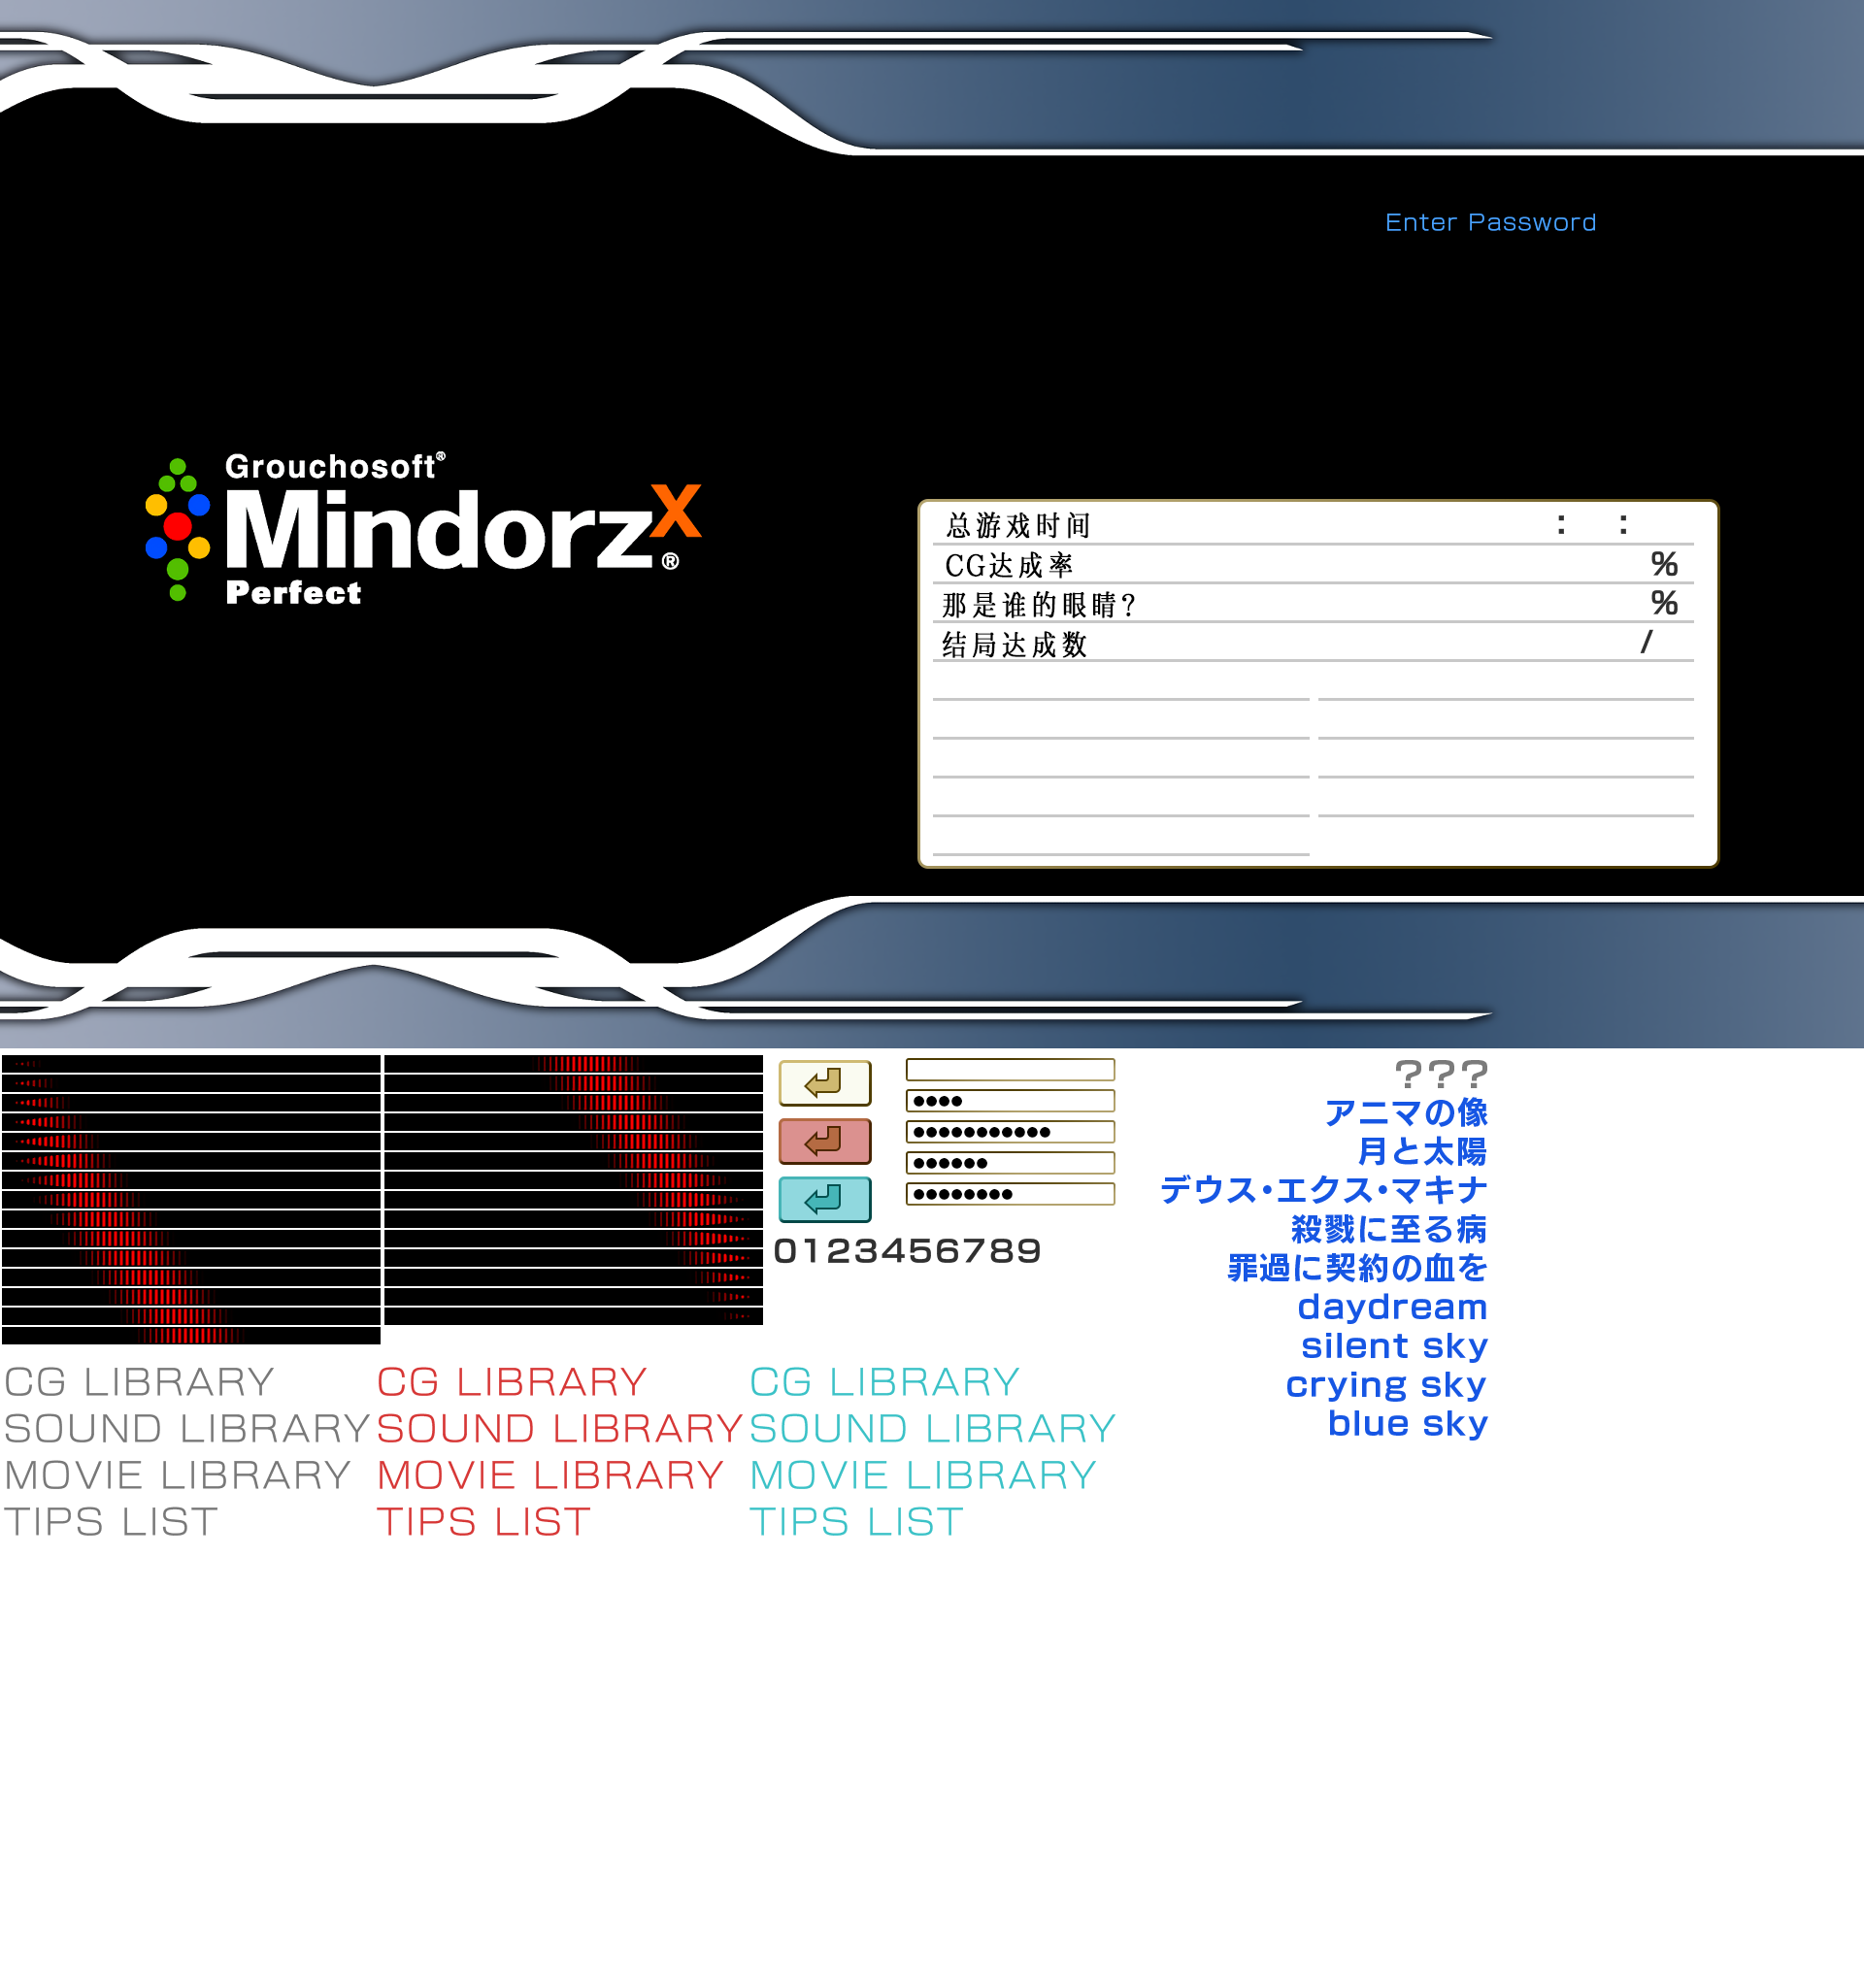 Enter Password
Grouchosoft®
MindorzX®
Perfect
总游戏时间 : :
CG达成率 %
那是谁的眼睛? %
结局达成数 /
???
アニマの像
月と太陽
デウス・エクス・マキナ
殺戮に至る病
罪過に契約の血を
daydream
silent sky
crying sky
blue sky
0123456789
CG LIBRARY CG LIBRARY CG LIBRARY
SOUND LIBRARY SOUND LIBRARY SOUND LIBRARY
MOVIE LIBRARY MOVIE LIBRARY MOVIE LIBRARY
TIPS LIST TIPS LIST TIPS LIST